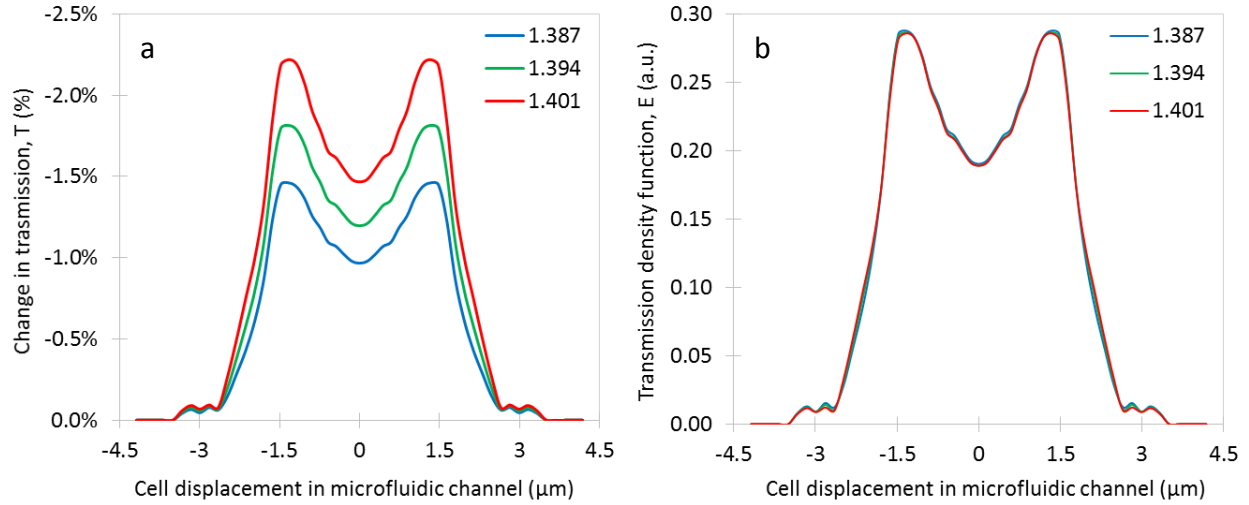 a
1.387
1.394
1.401
Change in trasmission, T (%)
-2.5%
-2.0%
-1.5%
-1.0%
-0.5%
0.0%
-4.5 -3 -1.5 0 1.5 3 4.5
Cell displacement in microfluidic channel (µm)
b
1.387
1.394
1.401
Transmission density function, E (a.u.)
0.30
0.25
0.20
0.15
0.10
0.05
0.00
-4.5 -3 -1.5 0 1.5 3 4.5
Cell displacement in microfluidic channel (µm)